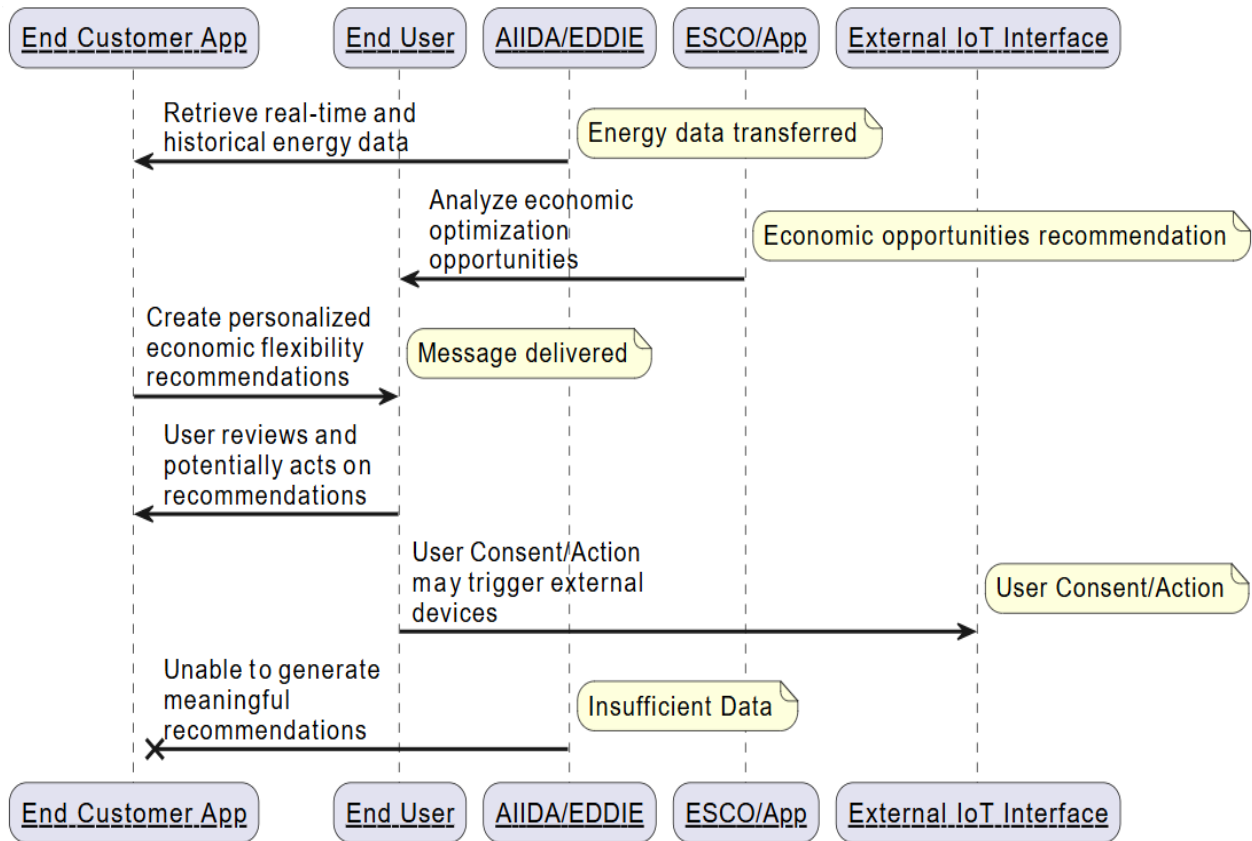 End Customer App
End User
AIIDA/EDDIE
ESCO/App
External IoT Interface
Retrieve real-time and
historical energy data
Energy data transferred
Analyze economic
optimization
opportunities
Economic opportunities recommendation
Create personalized
economic flexibility
recommendations
Message delivered
User reviews and
potentially acts on
recommendations
User Consent/Action
may trigger external
devices
User Consent/Action
Unable to generate
meaningful
recommendations
Insufficient Data
End Customer App
End User
AIIDA/EDDIE
ESCO/App
External IoT Interface